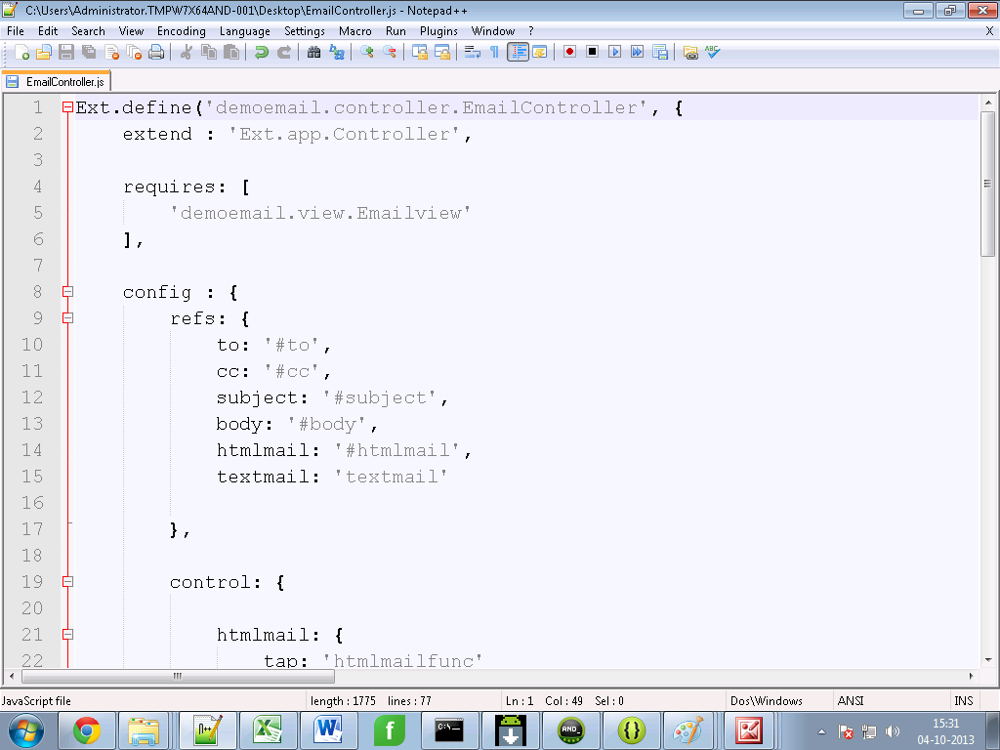 C:\Users\Administrator.TMPW7X64AND-001\Desktop\EmailController.js - Notepad++
File Edit Search View Encoding Language Settings Macro Run Plugins Window ? X
EmailController.js
1 Ext.define('demoemail.controller.EmailController', {
2 extend : 'Ext.app.Controller',
3
4 requires: [
5 'demoemail.view.Emailview'
6 ],
7
8 config : {
9 refs: {
10 to: '#to',
11 cc: '#cc',
12 subject: '#subject',
13 body: '#body',
14 htmlmail: '#htmlmail',
15 textmail: 'textmail'
16
17 },
18
19 control: {
20
21 htmlmail: {
22 tap: 'htmlmailfunc'
JavaScript file length : 1775 lines : 77 Ln : 1 Col : 49 Sel : 0 Dos\Windows ANSI INS
15:31
04-10-2013